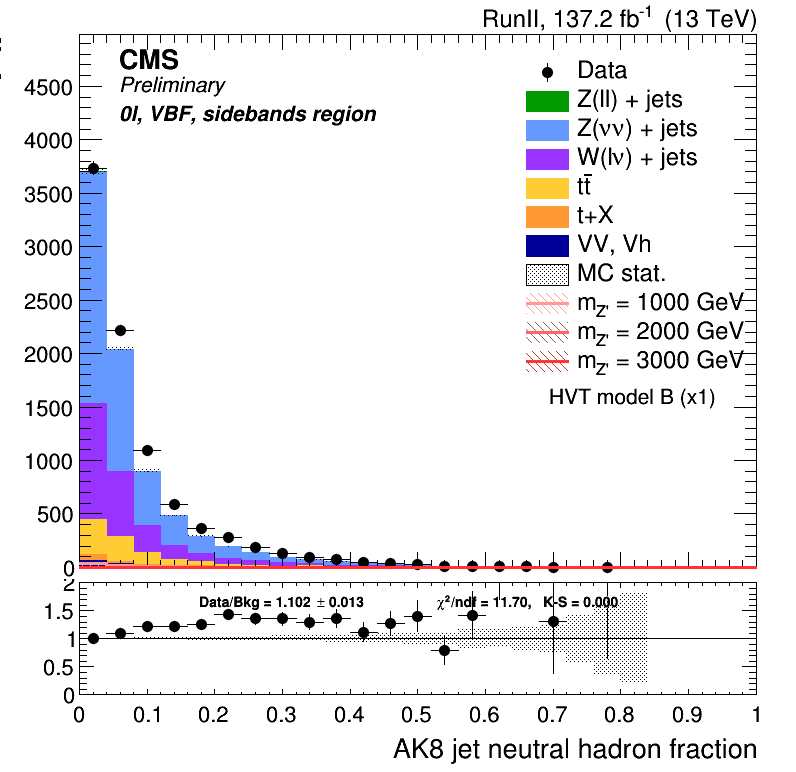 RunII, 137.2 fb⁻¹ (13 TeV)
CMS
Preliminary
0l, VBF, sidebands region
Data
Z(ll) + jets
Z(νν) + jets
W(lν) + jets
tt̄
t+X
VV, Vh
MC stat.
m_Z' = 1000 GeV
m_Z' = 2000 GeV
m_Z' = 3000 GeV
HVT model B (x1)
4500
4000
3500
3000
2500
2000
1500
1000
500
0
Data/Bkg = 1.102 ± 0.013 χ²/ndf = 11.70, K-S = 0.000
2
1.5
1
0.5
0
0 0.1 0.2 0.3 0.4 0.5 0.6 0.7 0.8 0.9 1
AK8 jet neutral hadron fraction